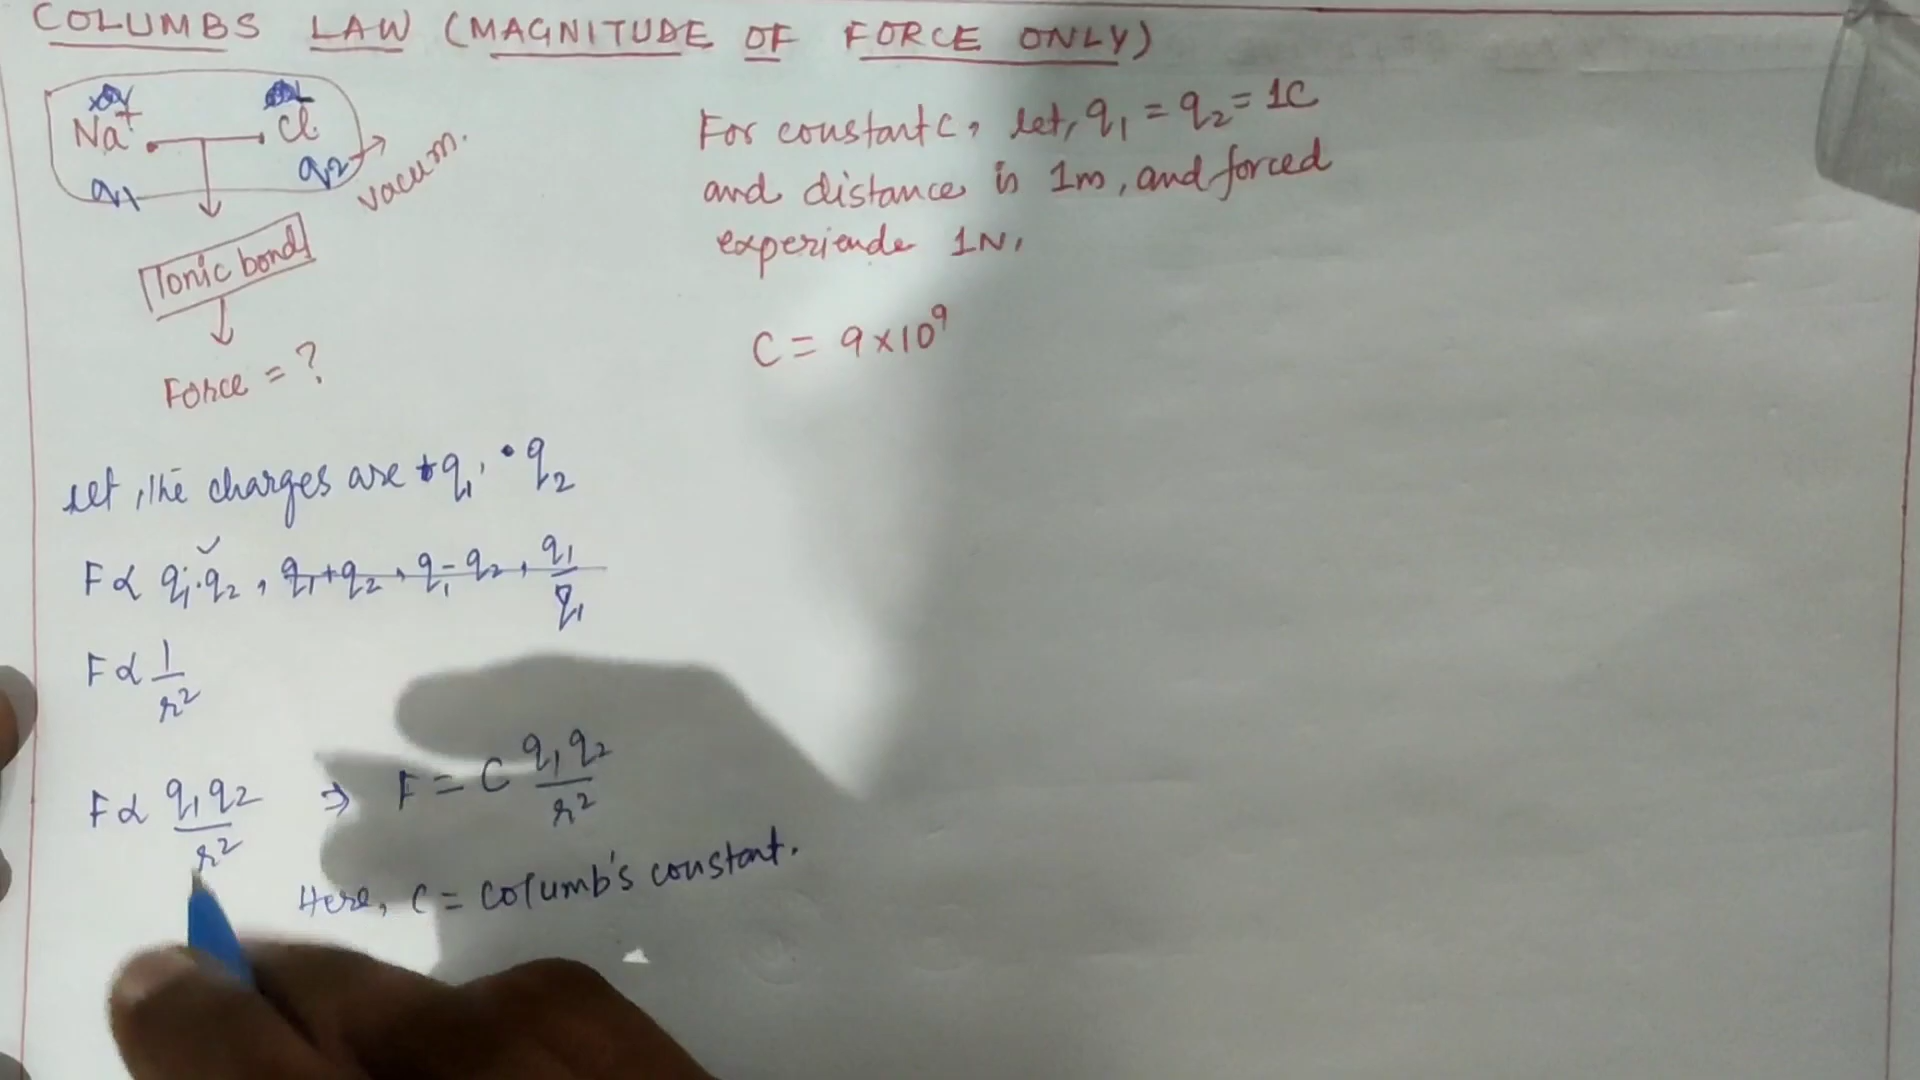 COLUMBS LAW (MAGNITUDE OF FORCE ONLY)
Na⁺ Cl
q1 q2
vacum.
Ionic bond
Force = ?
Let, the charges are q₁, q₂
F ∝ q₁·q₂, q₁+q₂, q₁-q₂, q₁/q₁
F ∝ 1/r²
F ∝ q₁q₂/r² ⇒ F = C q₁q₂/r²
Here, C = Columb's constant.
For constant C, let, q₁ = q₂ = 1C
and distance is 1m, and forced
experiende 1N.
C = 9×10⁹